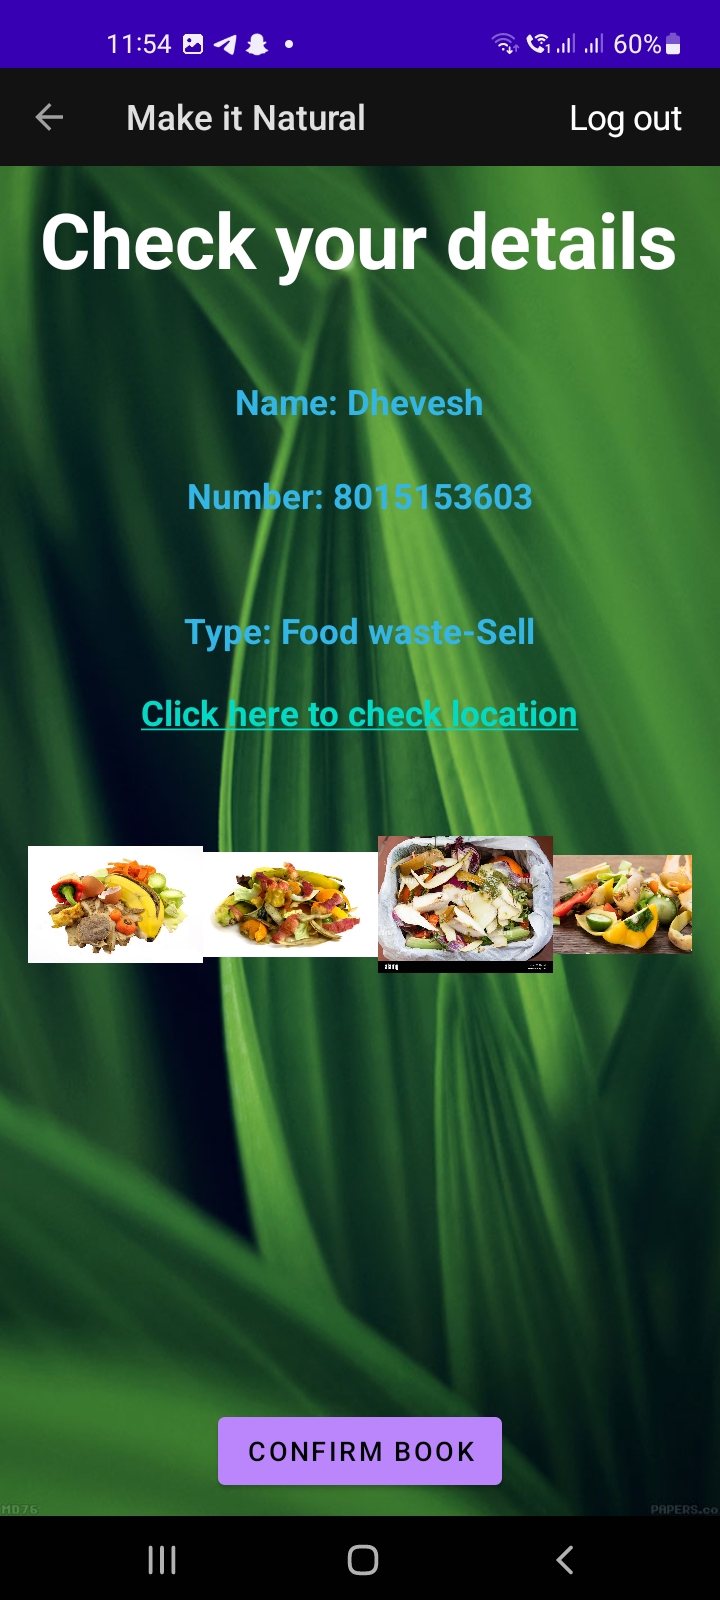 11:54
60%
Make it Natural
Log out
Check your details
Name: Dhevesh
Number: 8015153603
Type: Food waste-Sell
Click here to check location
alamy
CONFIRM BOOK
MD76
PAPERS.co